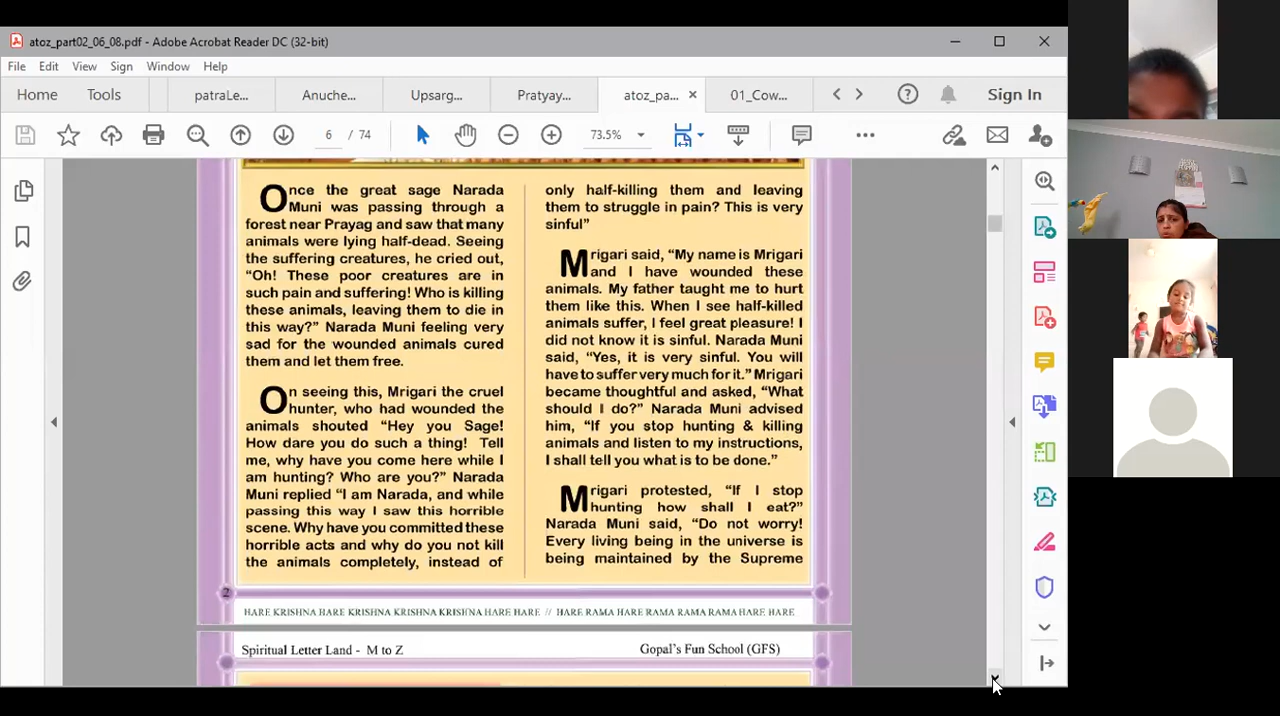 atoz_part02_06_08.pdf - Adobe Acrobat Reader DC (32-bit)
File Edit View Sign Window Help
Home Tools patraLe... Anuche... Upsarg... Pratyay... atoz_pa... 01_Cow... Sign In
6 / 74 73.5%
Once the great sage Narada
Muni was passing through a
forest near Prayag and saw that many
animals were lying half-dead. Seeing
the suffering creatures, he cried out,
“Oh! These poor creatures are in
such pain and suffering! Who is killing
these animals, leaving them to die in
this way?” Narada Muni feeling very
sad for the wounded animals cured
them and let them free.
On seeing this, Mrigari the cruel
hunter, who had wounded the
animals shouted “Hey you Sage!
How dare you do such a thing! Tell
me, why have you come here while I
am hunting? Who are you?” Narada
Muni replied “I am Narada, and while
passing this way I saw this horrible
scene. Why have you committed these
horrible acts and why do you not kill
the animals completely, instead of
only half-killing them and leaving
them to struggle in pain? This is very
sinful”
Mrigari said, “My name is Mrigari
and I have wounded these
animals. My father taught me to hurt
them like this. When I see half-killed
animals suffer, I feel great pleasure! I
did not know it is sinful. Narada Muni
said, “Yes, it is very sinful. You will
have to suffer very much for it.” Mrigari
became thoughtful and asked, “What
should I do?” Narada Muni advised
him, “If you stop hunting & killing
animals and listen to my instructions,
I shall tell you what is to be done.”
Mrigari protested, “If I stop
hunting how shall I eat?”
Narada Muni said, “Do not worry!
Every living being in the universe is
being maintained by the Supreme
2
HARE KRISHNA HARE KRISHNA KRISHNA KRISHNA HARE HARE // HARE RAMA HARE RAMA RAMA RAMA HARE HARE
Spiritual Letter Land - M to Z Gopal’s Fun School (GFS)